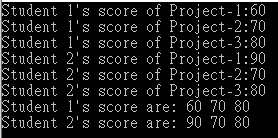 Student 1's score of Project-1:60
Student 1's score of Project-2:70
Student 1's score of Project-3:80
Student 2's score of Project-1:90
Student 2's score of Project-2:70
Student 2's score of Project-3:80
Student 1's score are: 60 70 80
Student 2's score are: 90 70 80